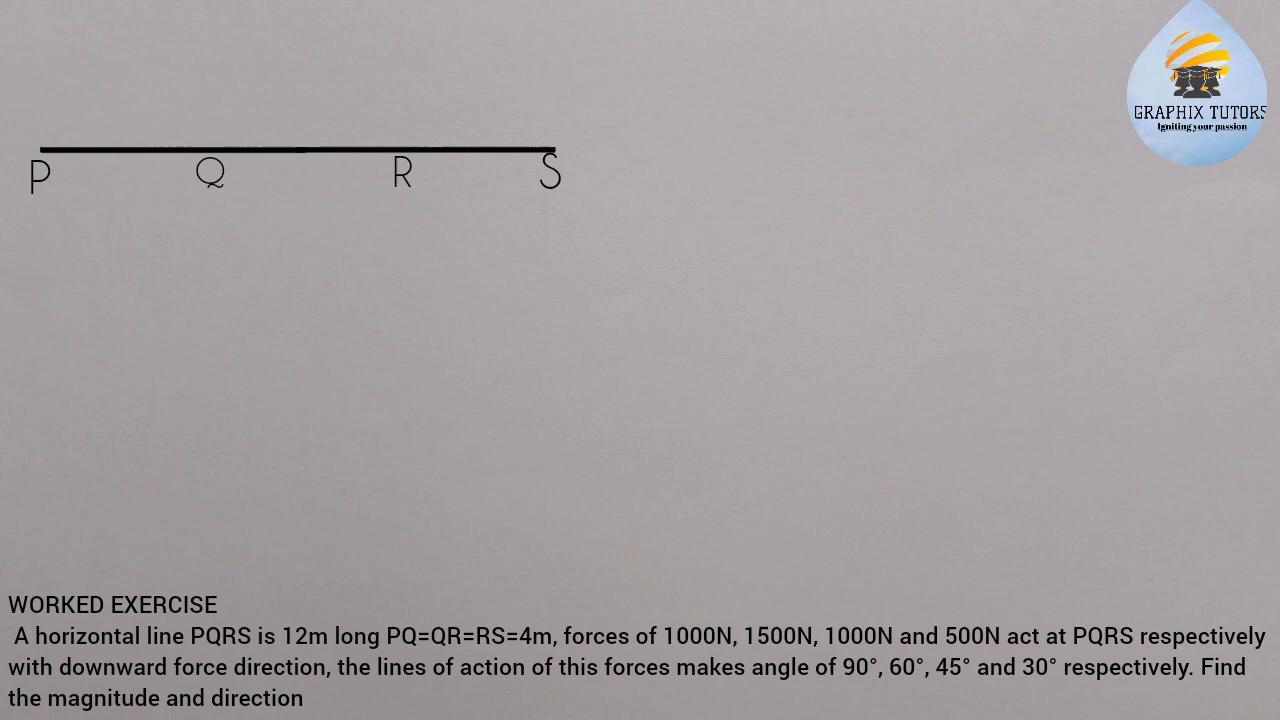 GRAPHIX TUTORS
Igniting your passion
P Q R S
WORKED EXERCISE
A horizontal line PQRS is 12m long PQ=QR=RS=4m, forces of 1000N, 1500N, 1000N and 500N act at PQRS respectively
with downward force direction, the lines of action of this forces makes angle of 90°, 60°, 45° and 30° respectively. Find
the magnitude and direction